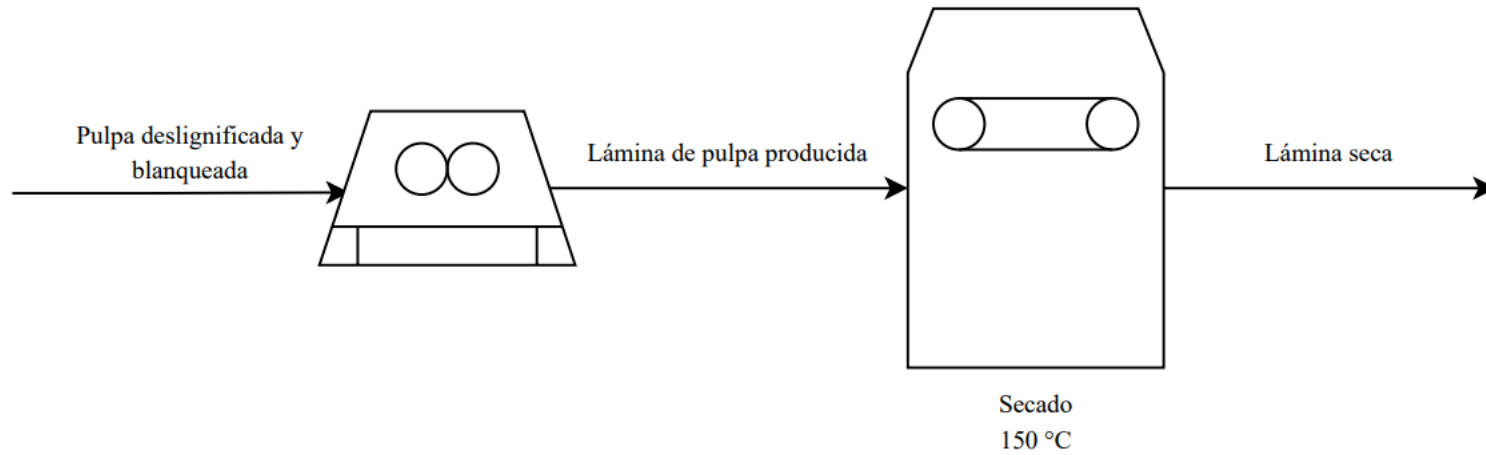 Pulpa deslignificada y
blanqueada
Lámina de pulpa producida
Lámina seca
Secado
150 °C